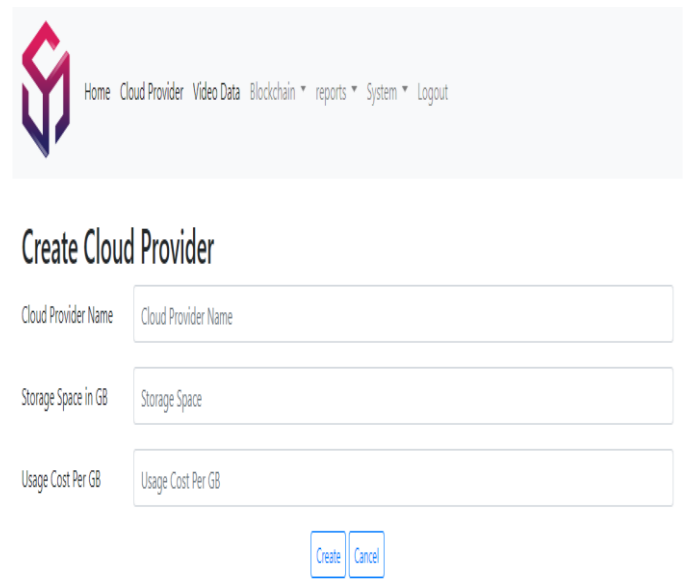 Home Cloud Provider Video Data Blockchain reports System Logout
Create Cloud Provider
Cloud Provider Name Cloud Provider Name
Storage Space in GB Storage Space
Usage Cost Per GB Usage Cost Per GB
Create Cancel